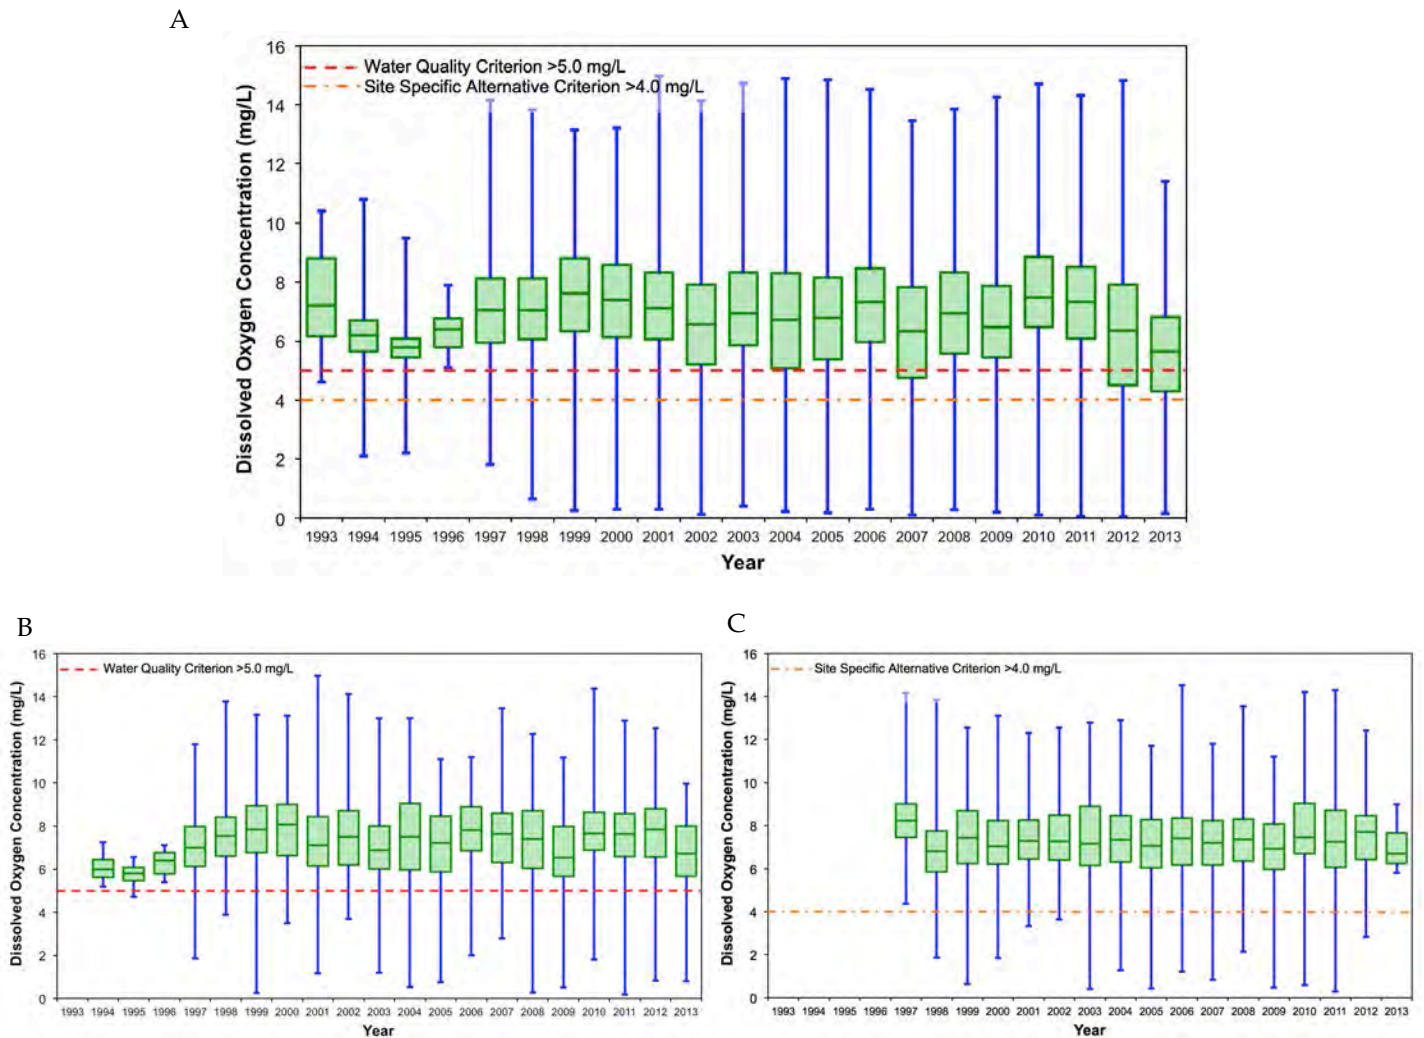 A
Water Quality Criterion >5.0 mg/L
Site Specific Alternative Criterion >4.0 mg/L
Dissolved Oxygen Concentration (mg/L)
16
14
12
10
8
6
4
2
0
1993 1994 1995 1996 1997 1998 1999 2000 2001 2002 2003 2004 2005 2006 2007 2008 2009 2010 2011 2012 2013
Year
B
Water Quality Criterion >5.0 mg/L
Dissolved Oxygen Concentration (mg/L)
16
14
12
10
8
6
4
2
0
1993 1994 1995 1996 1997 1998 1999 2000 2001 2002 2003 2004 2005 2006 2007 2008 2009 2010 2011 2012 2013
Year
C
Site Specific Alternative Criterion >4.0 mg/L
Dissolved Oxygen Concentration (mg/L)
16
14
12
10
8
6
4
2
0
1993 1994 1995 1996 1997 1998 1999 2000 2001 2002 2003 2004 2005 2006 2007 2008 2009 2010 2011 2012 2013
Year